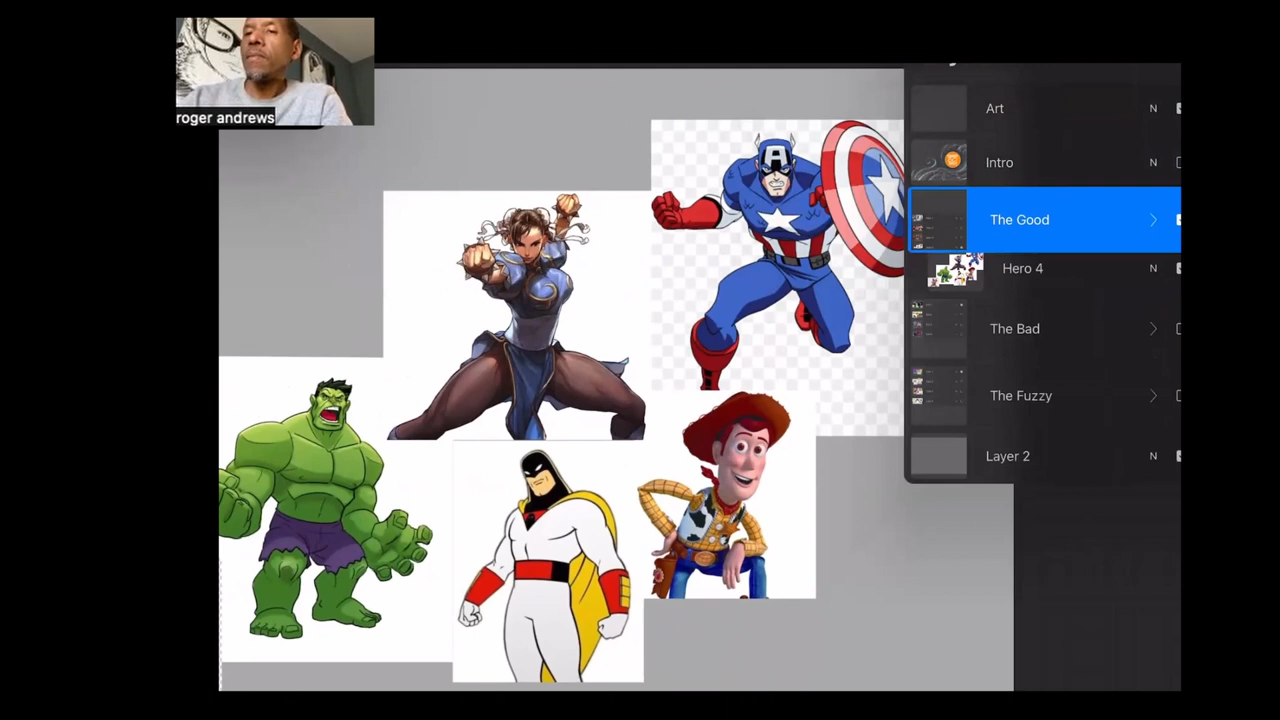 roger andrews
Art N
Intro N
The Good
Hero 4 N
The Bad
The Fuzzy
Layer 2 N
A